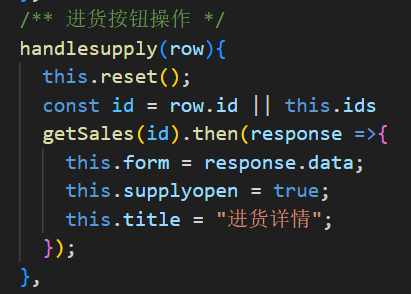 /** 进货按钮操作 */
handlesupply(row){
this.reset();
const id = row.id || this.ids
getSales(id).then(response =>{
this.form = response.data;
this.supplyopen = true;
this.title = "进货详情";
});
},